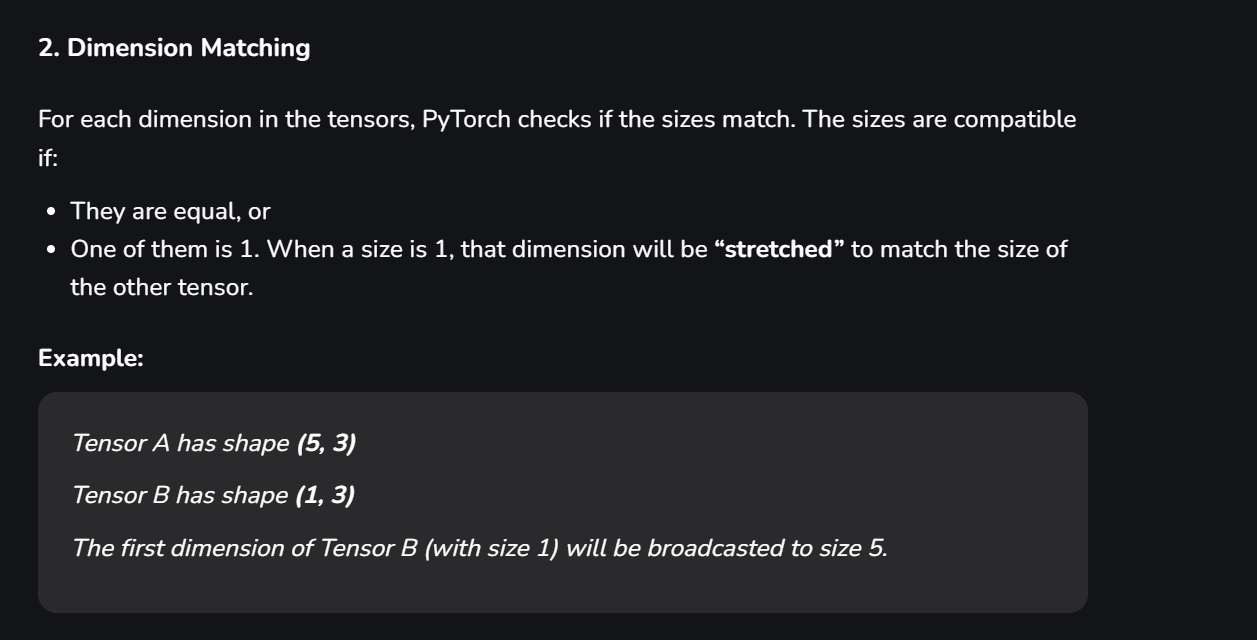 2. Dimension Matching
For each dimension in the tensors, PyTorch checks if the sizes match. The sizes are compatible
if:
• They are equal, or
• One of them is 1. When a size is 1, that dimension will be “stretched” to match the size of
the other tensor.
Example:
Tensor A has shape (5, 3)
Tensor B has shape (1, 3)
The first dimension of Tensor B (with size 1) will be broadcasted to size 5.